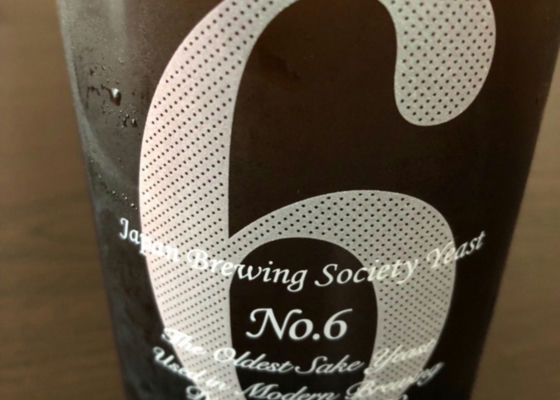 6
Japan Brewing Society Yeast
No.6
The Oldest Sake Yeast
Used in Modern Brewing